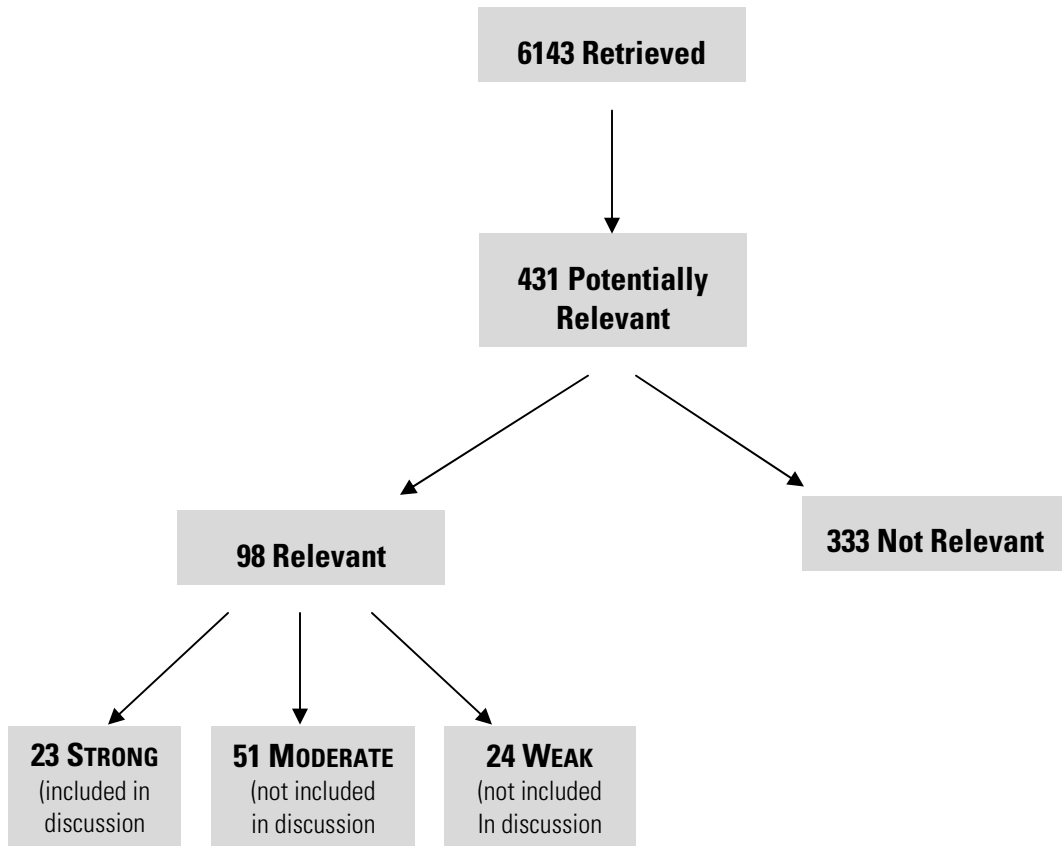 6143 Retrieved
431 Potentially
Relevant
98 Relevant
333 Not Relevant
23 STRONG
(included in
discussion
51 MODERATE
(not included
in discussion
24 WEAK
(not included
In discussion